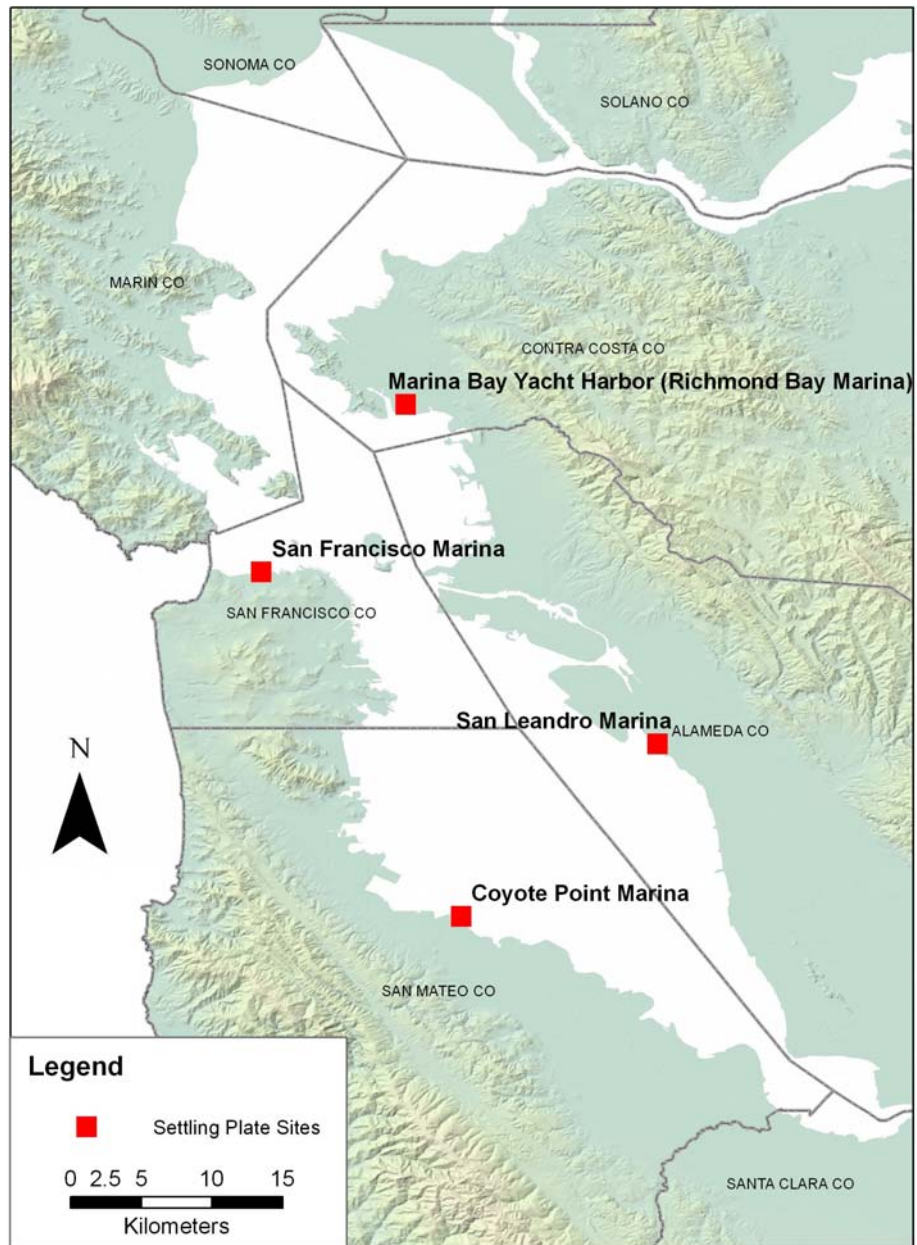 SONOMA CO
SOLANO CO
MARIN CO
CONTRA COSTA CO
Marina Bay Yacht Harbor (Richmond Bay Marina)
San Francisco Marina
SAN FRANCISCO CO
San Leandro Marina
ALAMEDA CO
N
Coyote Point Marina
SAN MATEO CO
Legend
Settling Plate Sites
0 2.5 5 10 15
Kilometers
SANTA CLARA CO